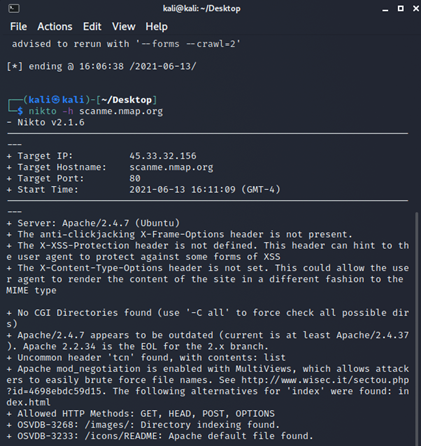 kali@kali: ~/Desktop
File Actions Edit View Help
advised to rerun with '--forms --crawl=2'
[*] ending @ 16:06:38 /2021-06-13/
(kali㉿kali)-[~/Desktop]
$ nikto -h scanme.nmap.org
- Nikto v2.1.6
---
+ Target IP: 45.33.32.156
+ Target Hostname: scanme.nmap.org
+ Target Port: 80
+ Start Time: 2021-06-13 16:11:09 (GMT-4)
---
+ Server: Apache/2.4.7 (Ubuntu)
+ The anti-clickjacking X-Frame-Options header is not present.
+ The X-XSS-Protection header is not defined. This header can hint to th
e user agent to protect against some forms of XSS
+ The X-Content-Type-Options header is not set. This could allow the use
r agent to render the content of the site in a different fashion to the
MIME type
+ No CGI Directories found (use '-C all' to force check all possible dir
s)
+ Apache/2.4.7 appears to be outdated (current is at least Apache/2.4.37
). Apache 2.2.34 is the EOL for the 2.x branch.
+ Uncommon header 'tcn' found, with contents: list
+ Apache mod_negotiation is enabled with MultiViews, which allows attack
ers to easily brute force file names. See http://www.wisec.it/sectou.php
?id=4698ebdc59d15. The following alternatives for 'index' were found: in
dex.html
+ Allowed HTTP Methods: GET, HEAD, POST, OPTIONS
+ OSVDB-3268: /images/: Directory indexing found.
+ OSVDB-3233: /icons/README: Apache default file found.